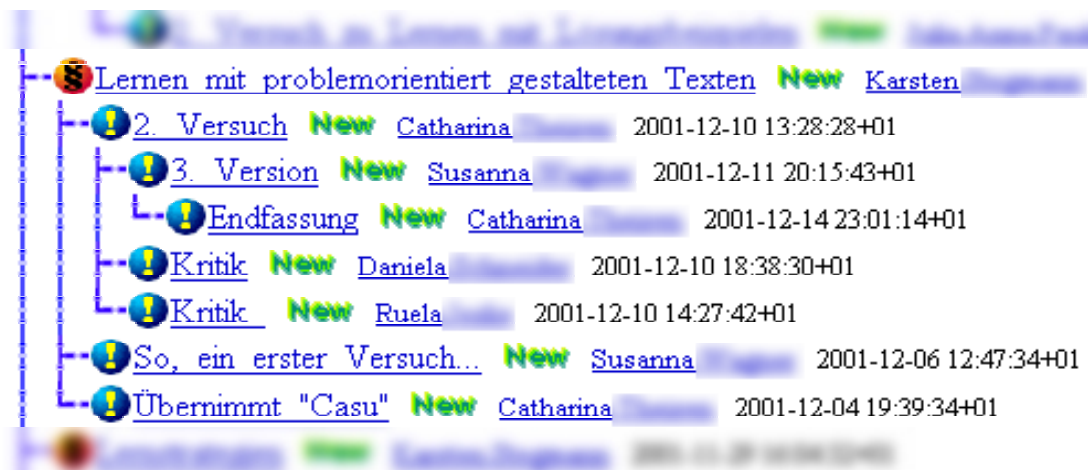 Lernen mit problemorientiert gestalteten Texten New Karsten
2. Versuch New Catharina 2001-12-10 13:28:28+01
3. Version New Susanna 2001-12-11 20:15:43+01
Endfassung New Catharina 2001-12-14 23:01:14+01
Kritik New Daniela 2001-12-10 18:38:30+01
Kritik New Ruela 2001-12-10 14:27:42+01
So, ein erster Versuch... New Susanna 2001-12-06 12:47:34+01
Übernimmt "Casu" New Catharina 2001-12-04 19:39:34+01